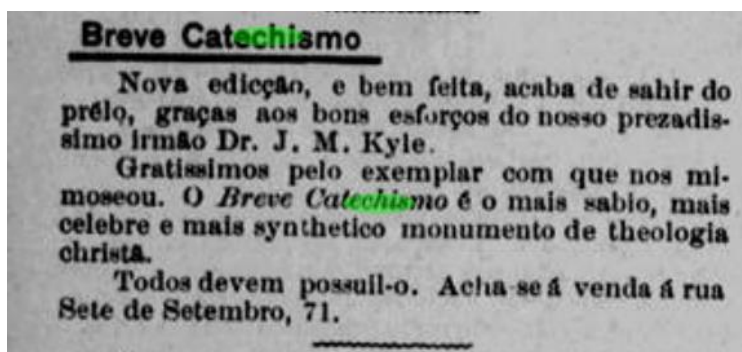 Breve Catechismo
Nova edicção, e bem feita, acaba de sahir do
prélo, graças aos bons esforços do nosso prezadis-
simo irmão Dr. J. M. Kyle.
Gratissimos pelo exemplar com que nos mi-
moseou. O Breve Catechismo é o mais sabio, mais
celebre e mais synthetico monumento de theologia
christã.
Todos devem possuil-o. Acha-se á venda á rua
Sete de Setembro, 71.